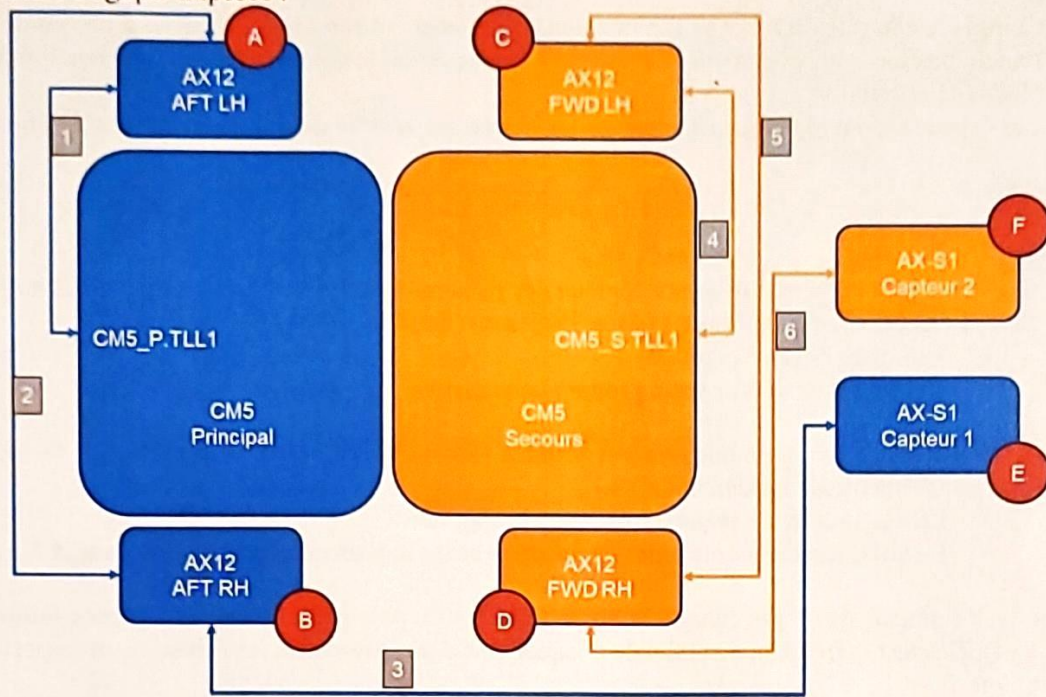 A
C
AX12
AFT LH
AX12
FWD LH
1
5
4
F
AX-S1
Capteur 2
CM5_P.TLL1
CM5_S.TLL1
6
2
CM5
Principal
CM5
Secours
AX-S1
Capteur 1
E
AX12
AFT RH
AX12
FWD RH
B
D
3